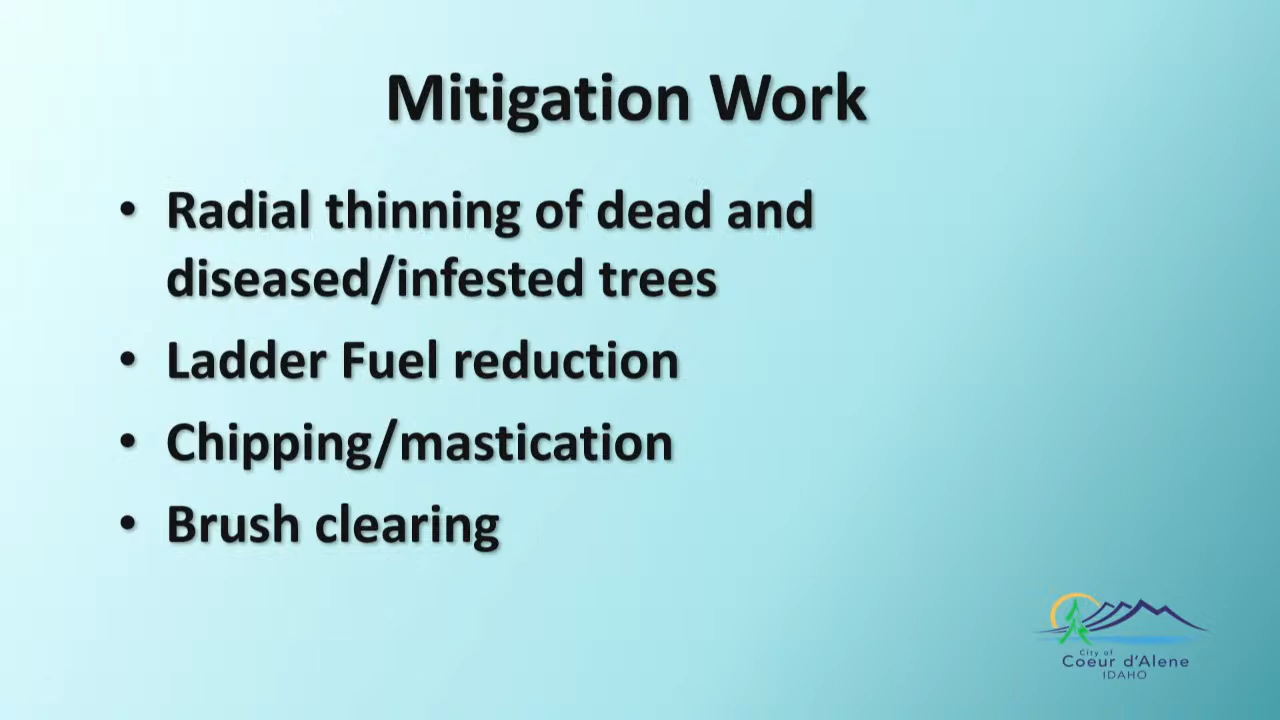 Mitigation Work
• Radial thinning of dead and
diseased/infested trees
• Ladder Fuel reduction
• Chipping/mastication
• Brush clearing
City of
Coeur d'Alene
IDAHO